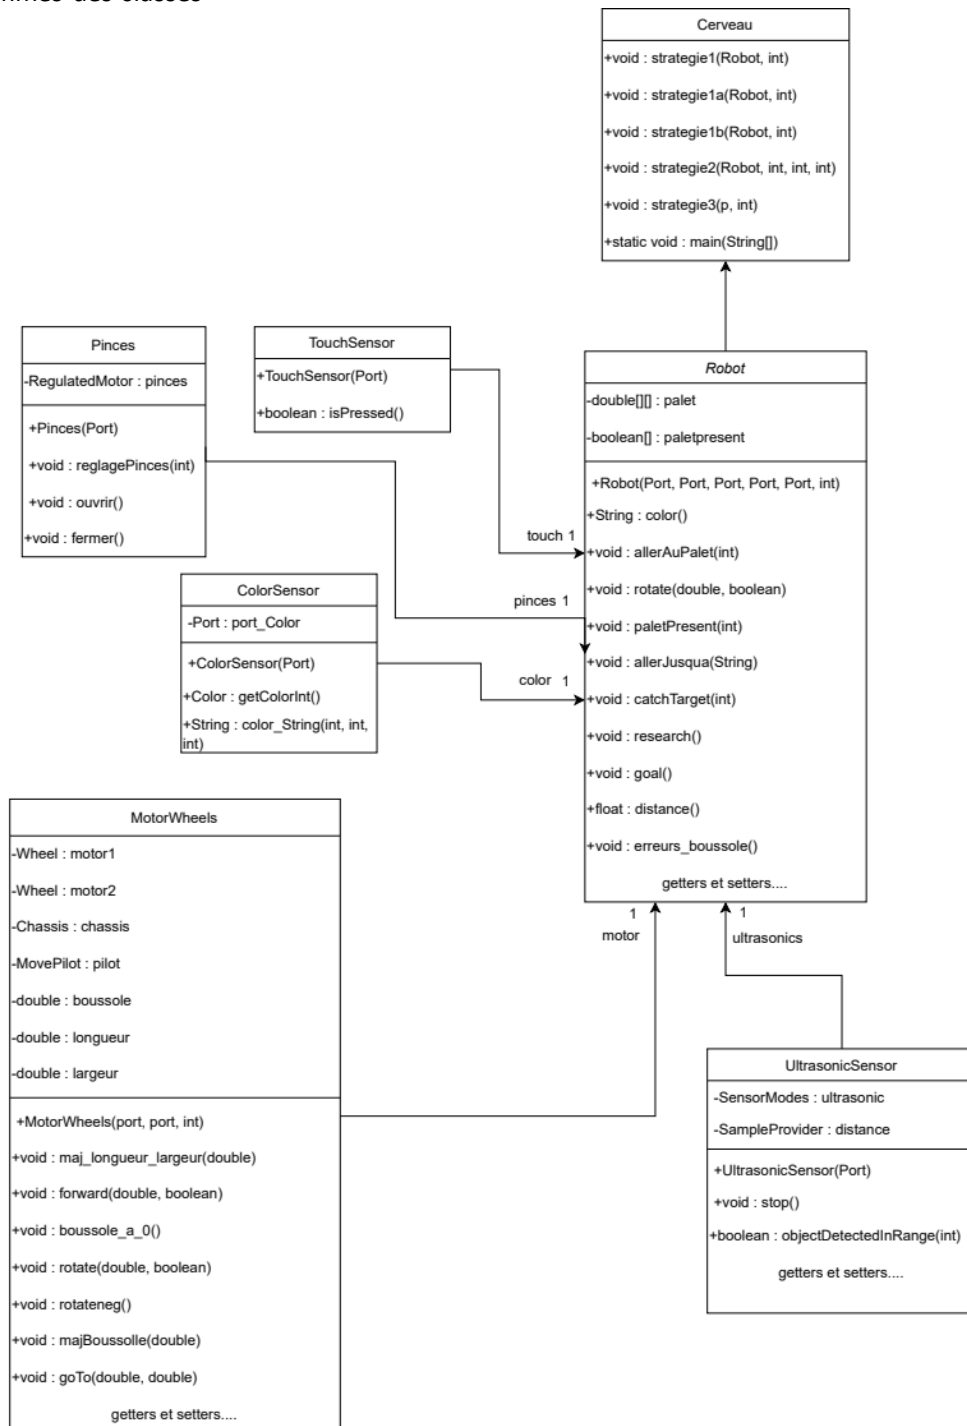 Cerveau
+void : strategie1(Robot, int)
+void : strategie1a(Robot, int)
+void : strategie1b(Robot, int)
+void : strategie2(Robot, int, int, int)
+void : strategie3(p, int)
+static void : main(String[])
Pinces
-RegulatedMotor : pinces
+Pinces(Port)
+void : reglagePinces(int)
+void : ouvrir()
+void : fermer()
TouchSensor
+TouchSensor(Port)
+boolean : isPressed()
Robot
-double[][] : palet
-boolean[] : paletpresent
+Robot(Port, Port, Port, Port, Port, int)
+String : color()
+void : allerAuPalet(int)
+void : rotate(double, boolean)
+void : paletPresent(int)
+void : allerJusqua(String)
+void : catchTarget(int)
+void : research()
+void : goal()
+float : distance()
+void : erreurs_boussole()
getters et setters....
touch 1
pinces 1
color 1
ColorSensor
-Port : port_Color
+ColorSensor(Port)
+Color : getColorInt()
+String : color_String(int, int,
int)
MotorWheels
-Wheel : motor1
-Wheel : motor2
-Chassis : chassis
-MovePilot : pilot
-double : boussole
-double : longueur
-double : largeur
+MotorWheels(port, port, int)
+void : maj_longueur_largeur(double)
+void : forward(double, boolean)
+void : boussole_a_0()
+void : rotate(double, boolean)
+void : rotateneg()
+void : majBoussolle(double)
+void : goTo(double, double)
getters et setters....
1
motor
1
ultrasonics
UltrasonicSensor
-SensorModes : ultrasonic
-SampleProvider : distance
+UltrasonicSensor(Port)
+void : stop()
+boolean : objectDetectedInRange(int)
getters et setters....